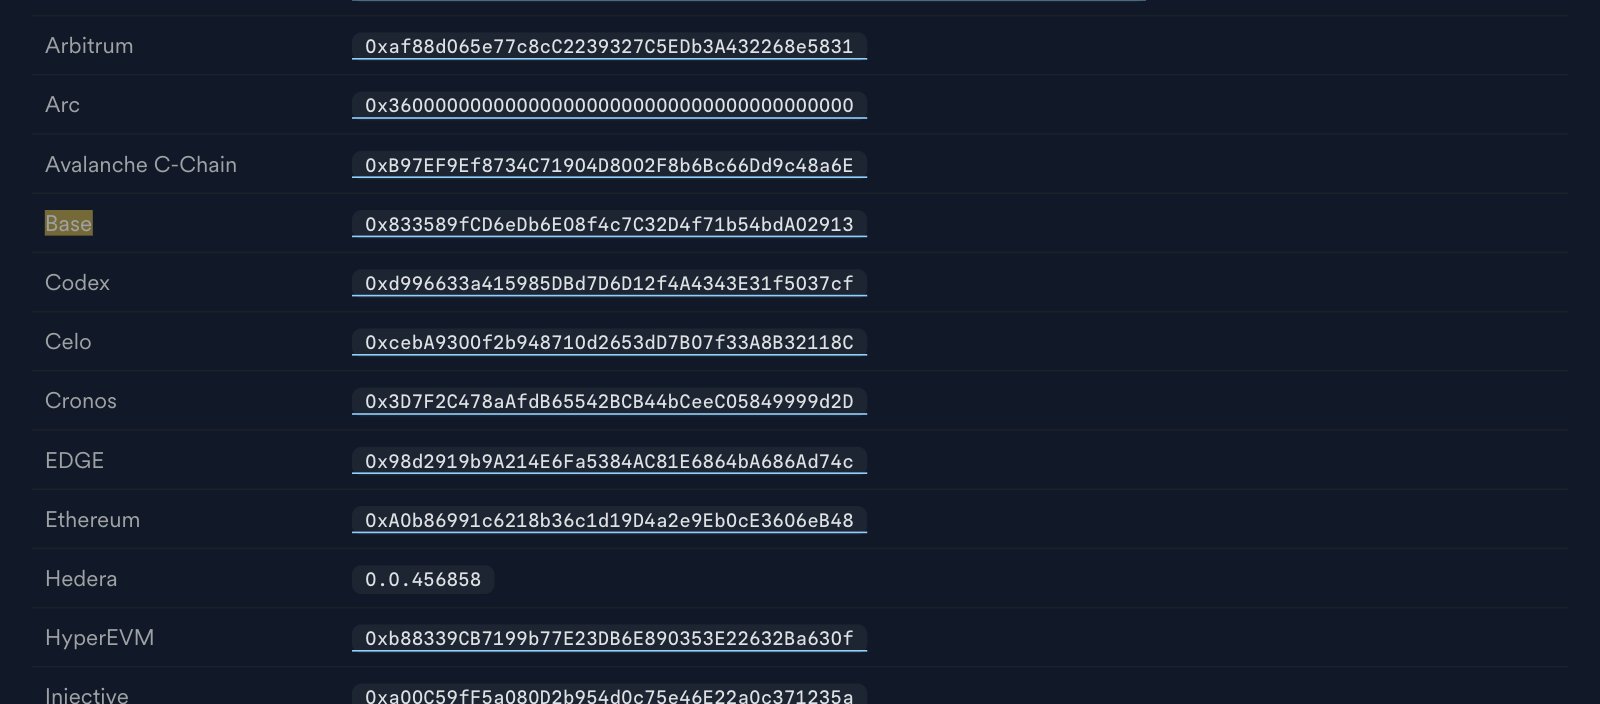 Arbitrum 0xaf88d065e77c8cC2239327C5EDb3A432268e5831
Arc 0x3600000000000000000000000000000000000000
Avalanche C-Chain 0xB97EF9Ef8734C71904D8002F8b6Bc66Dd9c48a6E
Base 0x833589fCD6eDb6E08f4c7C32D4f71b54bdA02913
Codex 0xd996633a415985DBd7D6D12f4A4343E31f5037cf
Celo 0xcebA9300f2b948710d2653dD7B07f33A8B32118C
Cronos 0x3D7F2C478aAfdB65542BCB44bCeeC05849999d2D
EDGE 0x98d2919b9A214E6Fa5384AC81E6864bA686Ad74c
Ethereum 0xA0b86991c6218b36c1d19D4a2e9Eb0cE3606eB48
Hedera 0.0.456858
HyperEVM 0xb88339CB7199b77E23DB6E890353E22632Ba630f
Injective 0xa00C59fF5a080D2b954d0c75e46E22a0c371235a